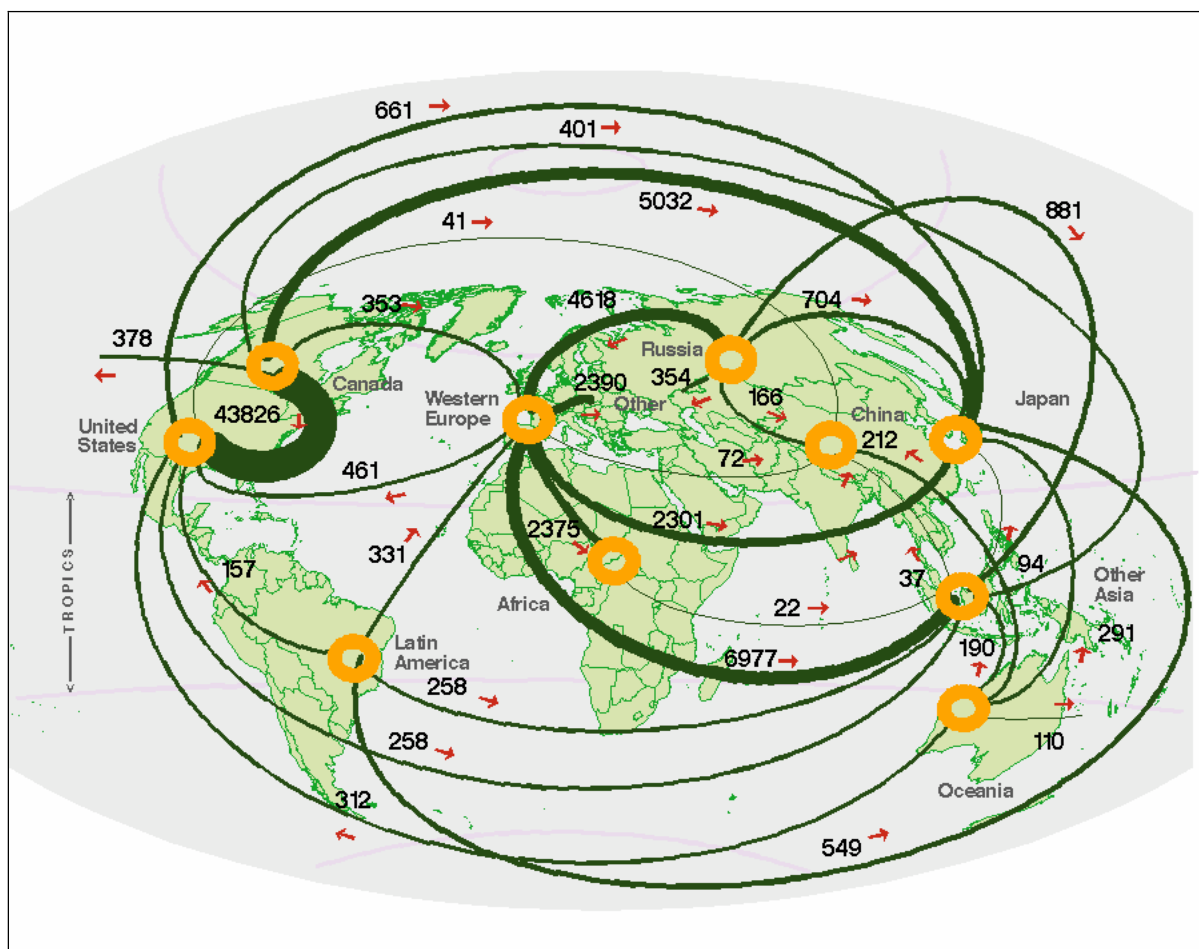 661
401
5032
41
881
353
4618
704
378
Russia
Canada
354
2390
Western
Europe
Other
166
China
Japan
United
States
43826
212
461
72
2375
2301
TROPICS
331
157
37
94
Other
Asia
Africa
22
291
Latin
America
6977
190
258
258
110
Oceania
312
549